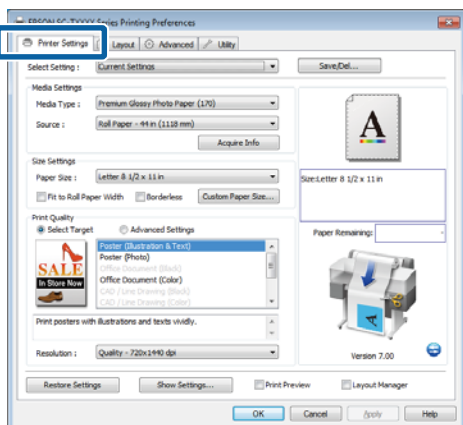 EPSON SC-TXXXX Series Printing Preferences
Printer Settings Layout Advanced Utility
Select Setting : Current Settings Save/Del...
Media Settings
Media Type : Premium Glossy Photo Paper (170)
Source : Roll Paper - 44 in (1118 mm)
Acquire Info
A
Size Settings
Paper Size : Letter 8 1/2 x 11 in
Size:Letter 8 1/2 x 11 in
Fit to Roll Paper Width Borderless Custom Paper Size...
Print Quality
Select Target Advanced Settings
Paper Remaining:
SALE
In Store Now
Poster (Illustration & Text)
Poster (Photo)
Office Document (Black)
Office Document (Color)
CAD / Line Drawing (Black)
CAD / Line Drawing (Color)
Print posters with illustrations and texts vividly.
Resolution : Quality - 720x1440 dpi
Version 7.00
Restore Settings Show Settings... Print Preview Layout Manager
OK Cancel Apply Help